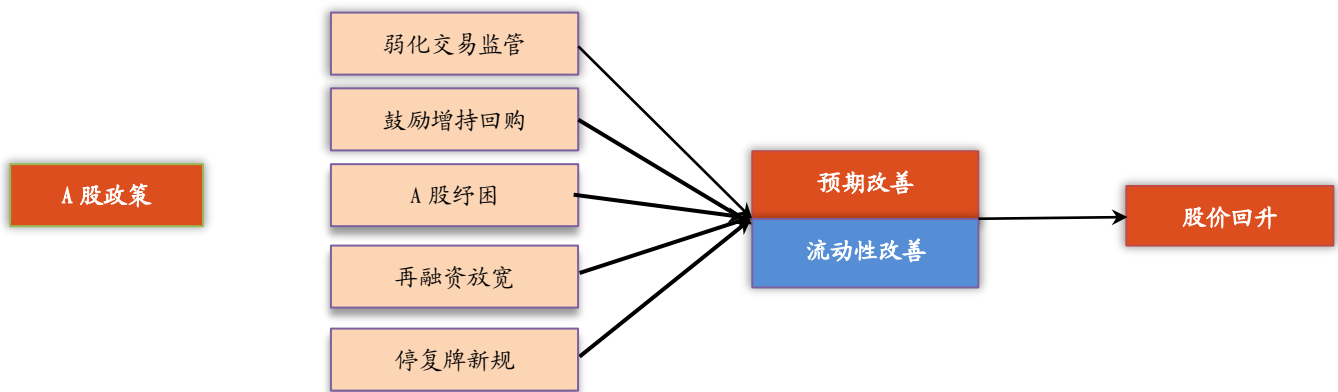 A 股政策
弱化交易监管
鼓励增持回购
A 股纾困
再融资放宽
停复牌新规
预期改善
流动性改善
股价回升